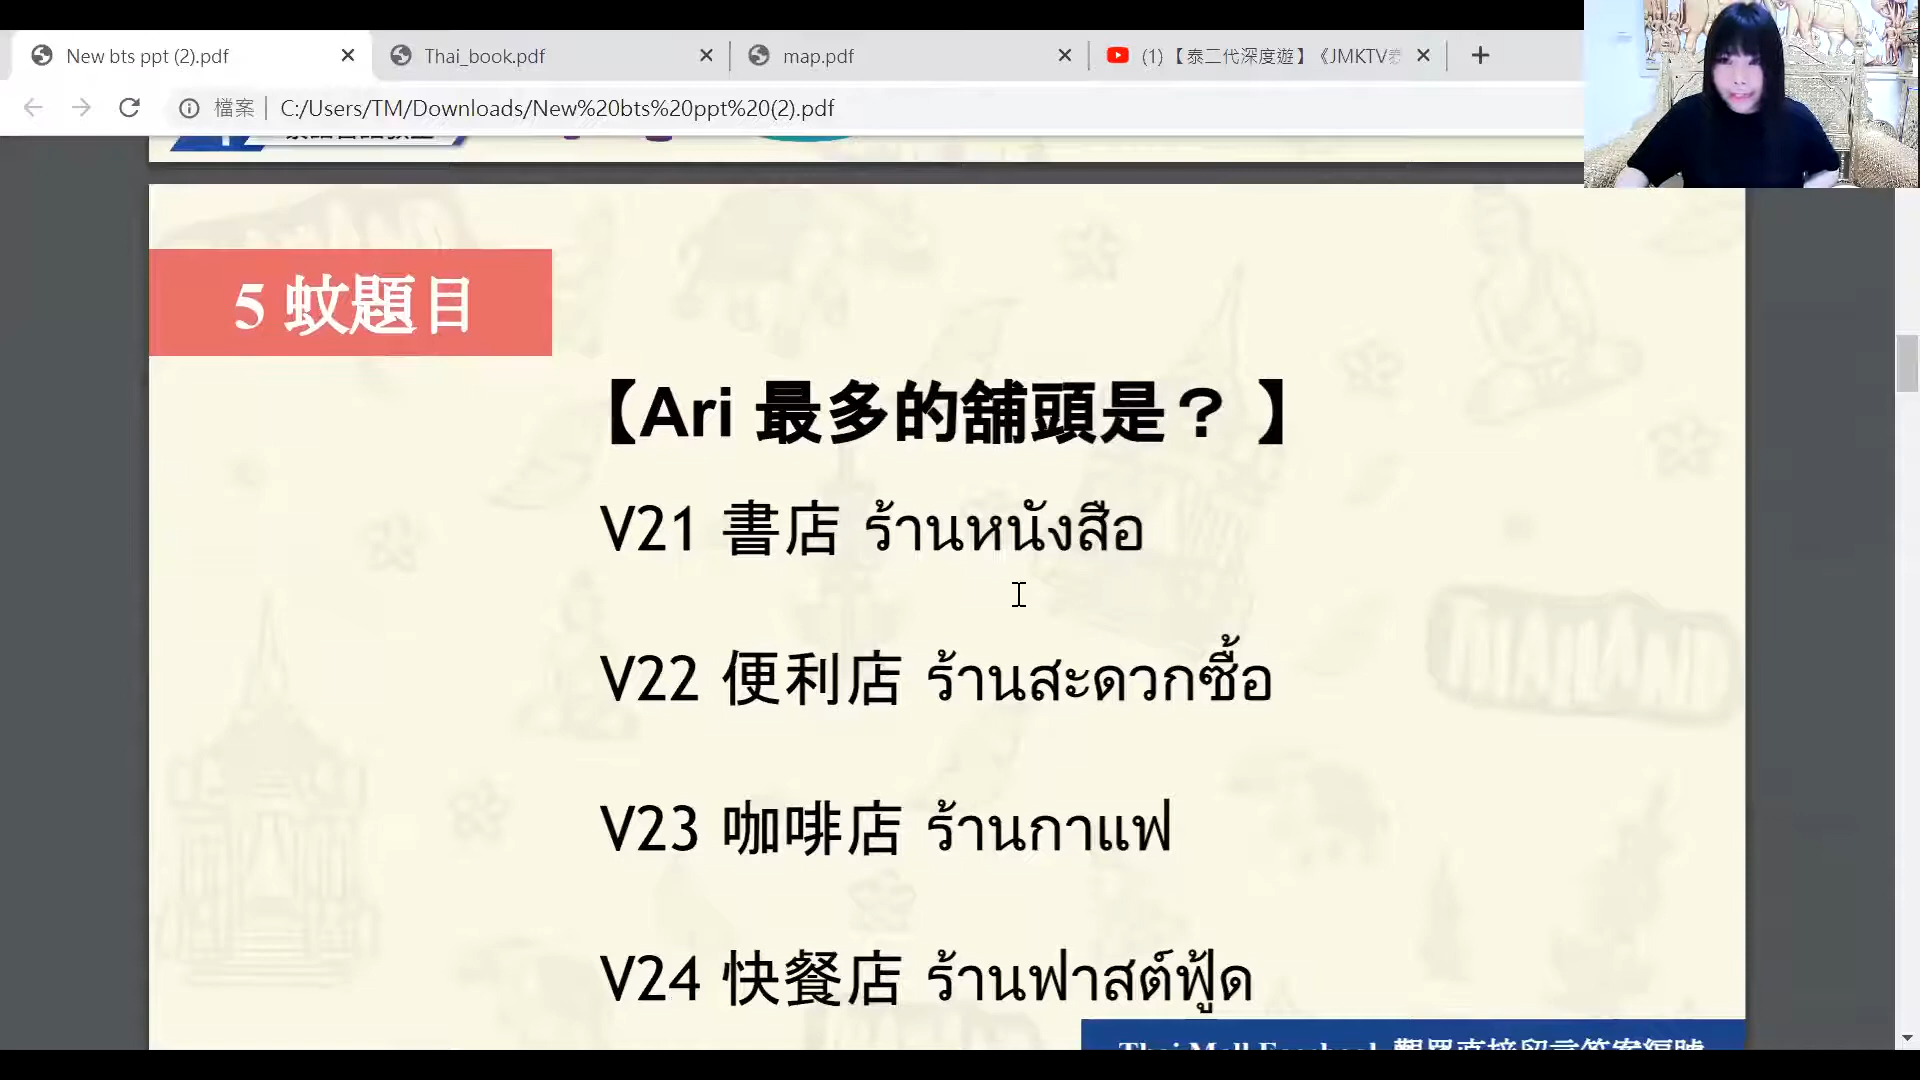 New bts ppt (2).pdf
Thai_book.pdf
map.pdf
(1)【泰二代深度遊】《JMKTV
檔案
C:/Users/TM/Downloads/New%20bts%20ppt%20(2).pdf
5 蚊題目
【Ari 最多的舖頭是？ 】
V21 書店 ร้านหนังสือ
V22 便利店 ร้านสะดวกซื้อ
V23 咖啡店 ร้านกาแฟ
V24 快餐店 ร้านฟาสต์ฟู้ด
THAILAND